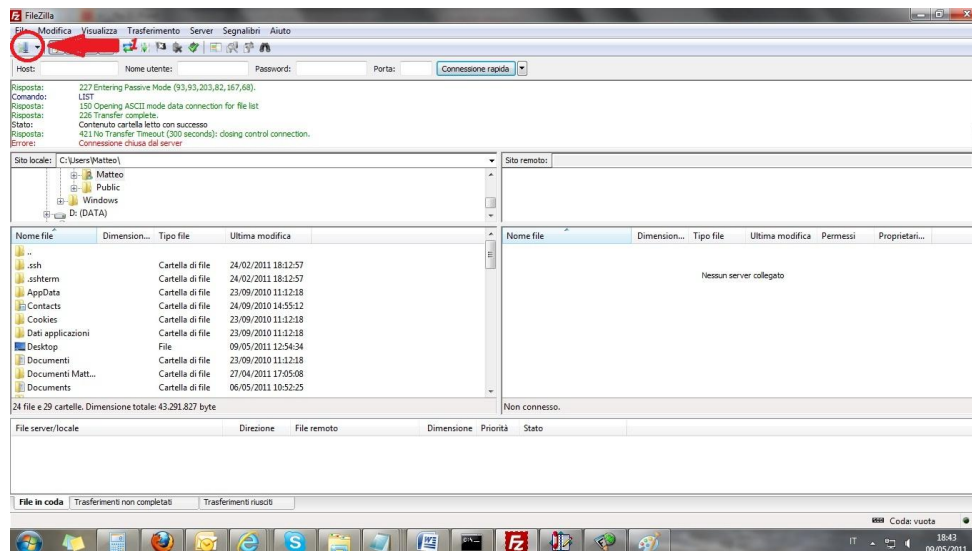 FileZilla
File Modifica Visualizza Trasferimento Server Segnalibri Aiuto
1
Host: Nome utente: Password: Porta: Connessione rapida
Risposta: 227 Entering Passive Mode (93,93,203,82,167,68).
Comando: LIST
Risposta: 150 Opening ASCII mode data connection for file list
Risposta: 226 Transfer complete.
Stato: Contenuto cartella letto con successo
Risposta: 421 No Transfer Timeout (300 seconds): closing control connection.
Errore: Connessione chiusa dal server
Sito locale: C:\Users\Matteo\ Sito remoto:
Matteo
Public
Windows
D: (DATA)
Nome file Dimension... Tipo file Ultima modifica
..
.ssh Cartella di file 24/02/2011 18:12:57
.sshterm Cartella di file 24/02/2011 18:12:57
AppData Cartella di file 23/09/2010 11:12:18
Contacts Cartella di file 24/09/2010 14:55:12
Cookies Cartella di file 23/09/2010 11:12:18
Dati applicazioni Cartella di file 23/09/2010 11:12:18
Desktop File 09/05/2011 12:54:34
Documenti Cartella di file 23/09/2010 11:12:18
Documenti Matt... Cartella di file 27/04/2011 17:05:08
Documents Cartella di file 06/05/2011 10:52:25
24 file e 29 cartelle. Dimensione totale: 43.291.827 byte
Nome file Dimension... Tipo file Ultima modifica Permessi Proprietari...
Nessun server collegato
Non connesso.
File server/locale Direzione File remoto Dimensione Priorità Stato
File in coda Trasferimenti non completati Trasferimenti riusciti
Coda: vuota
IT 18:43
09/05/2011